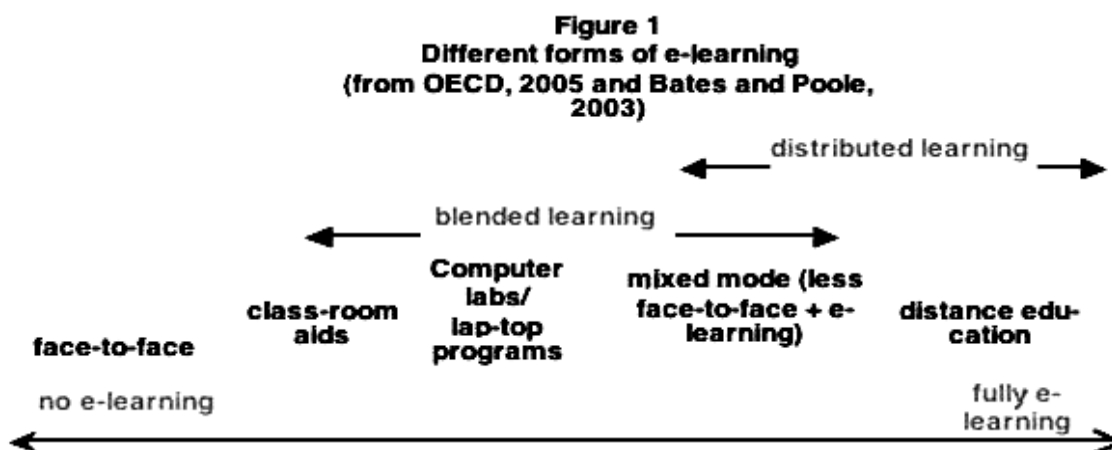 Figure 1
Different forms of e-learning
(from OECD, 2005 and Bates and Poole,
2003)
distributed learning
blended learning
face-to-face
class-room
aids
Computer
labs/
lap-top
programs
mixed mode (less
face-to-face + e-
learning)
distance edu-
cation
no e-learning
fully e-
learning